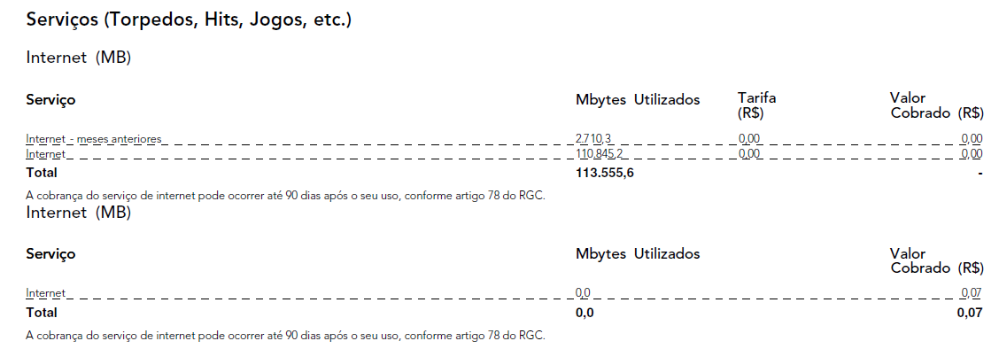 Serviços (Torpedos, Hits, Jogos, etc.)
Internet (MB)
Serviço Mbytes Utilizados Tarifa (R$) Valor Cobrado (R$)
Internet - meses anteriores 2.710,3 0,00 0,00
Internet 110.845,2 0,00 0,00
Total 113.555,6 -
A cobrança do serviço de internet pode ocorrer até 90 dias após o seu uso, conforme artigo 78 do RGC.
Internet (MB)
Serviço Mbytes Utilizados Valor Cobrado (R$)
Internet 0,0 0,07
Total 0,0 0,07
A cobrança do serviço de internet pode ocorrer até 90 dias após o seu uso, conforme artigo 78 do RGC.